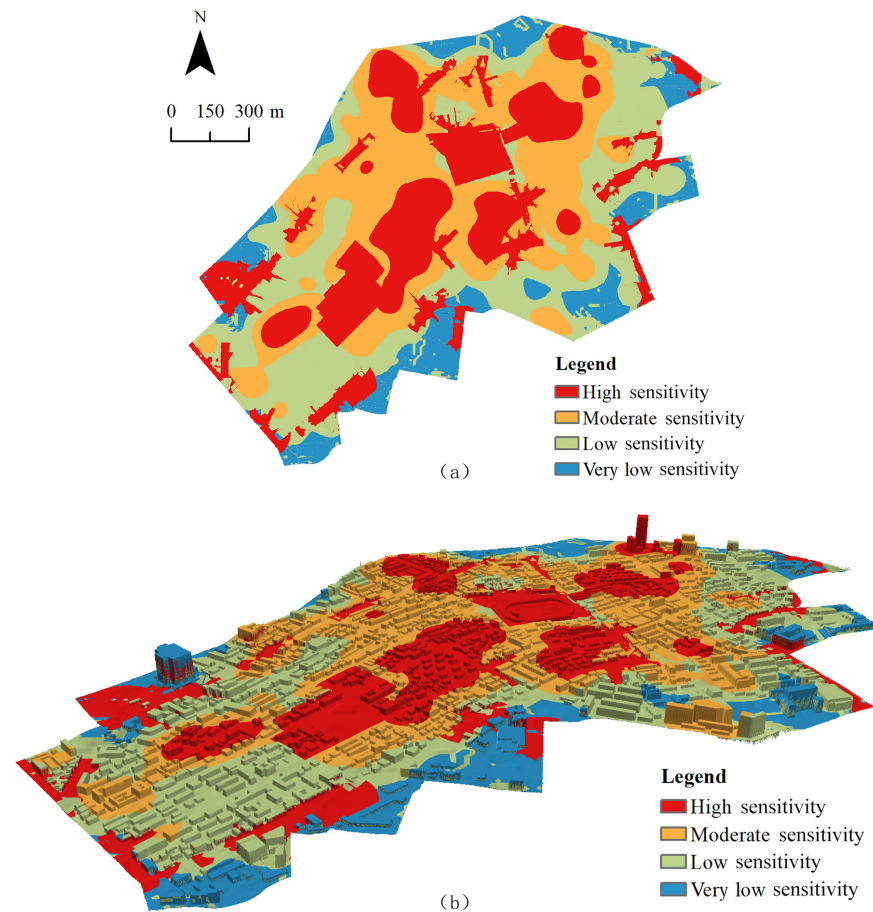 N
0 150 300 m
Legend
High sensitivity
Moderate sensitivity
Low sensitivity
Very low sensitivity
(a)
Legend
High sensitivity
Moderate sensitivity
Low sensitivity
Very low sensitivity
(b)